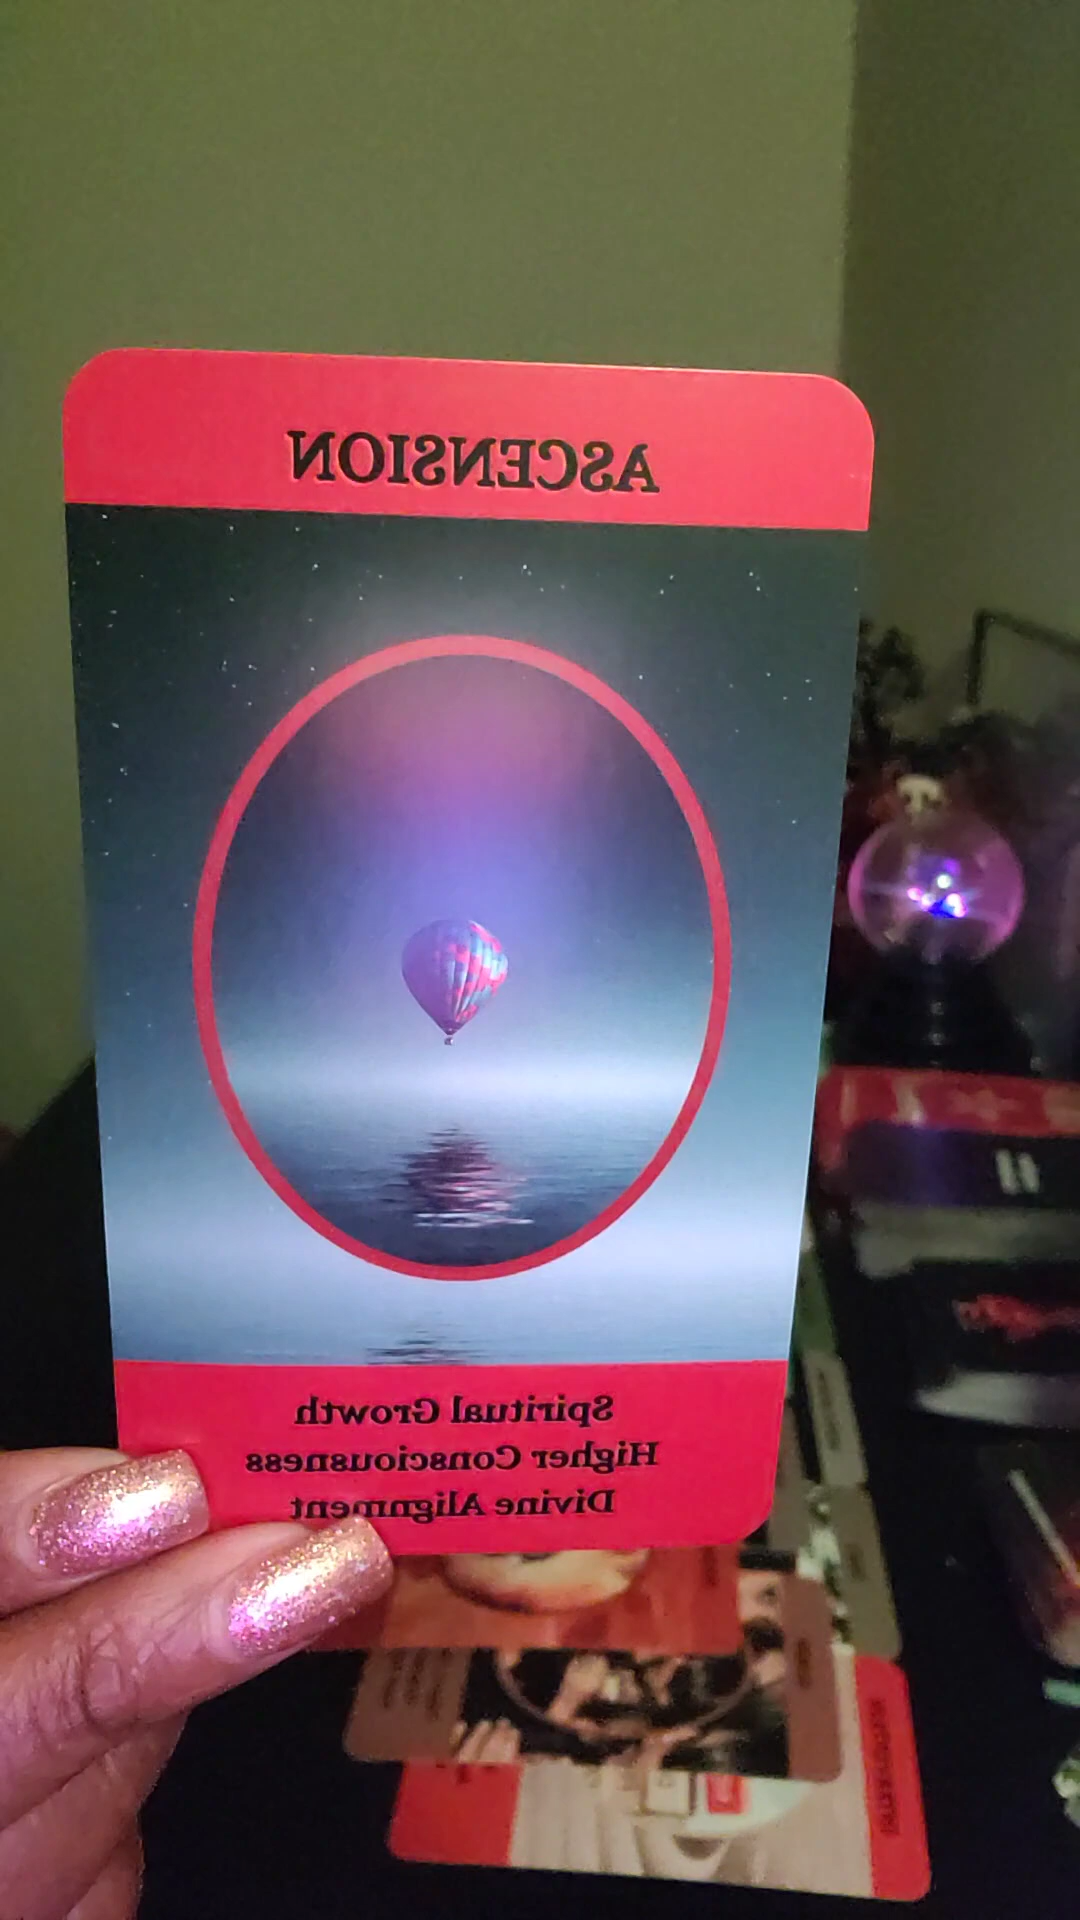 ASCENSION
Spiritual Growth
Higher Consciousness
Divine Alignment